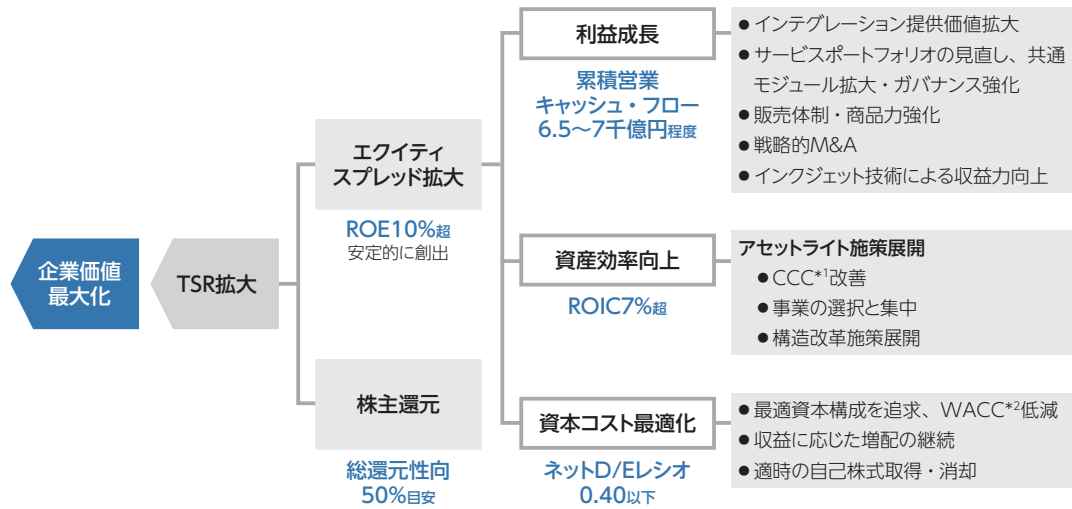 企業価値
最大化
TSR拡大
エクイティ
スプレッド拡大
ROE10%超
安定的に創出
株主還元
総還元性向
50%目安
利益成長
累積営業
キャッシュ・フロー
6.5～7千億円程度
● インテグレーション提供価値拡大
● サービスポートフォリオの見直し、共通
モジュール拡大・ガバナンス強化
● 販売体制・商品力強化
● 戦略的M&A
● インクジェット技術による収益力向上
資産効率向上
ROIC7%超
アセットライト施策展開
● CCC*1改善
● 事業の選択と集中
● 構造改革施策展開
資本コスト最適化
ネットD/Eレシオ
0.40以下
● 最適資本構成を追求、WACC*2低減
● 収益に応じた増配の継続
● 適時の自己株式取得・消却